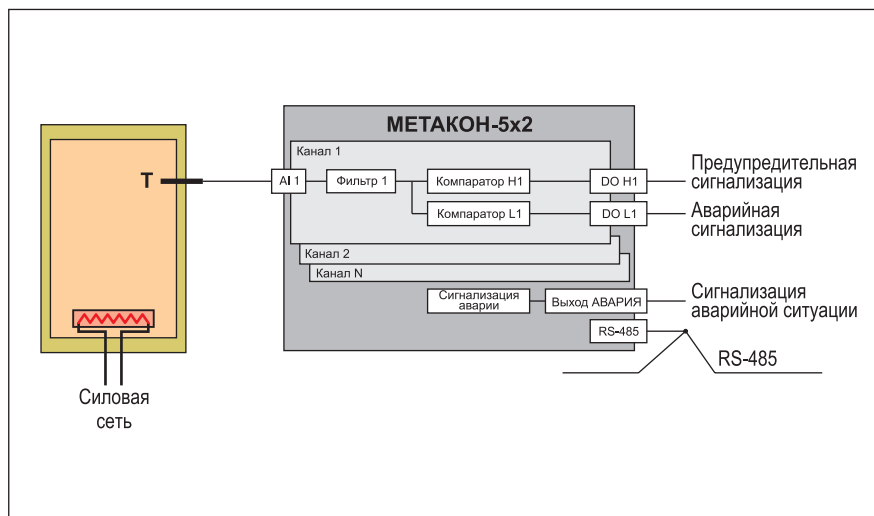 МЕТАКОН-5х2
Канал 1
Т
AI 1
Фильтр 1
Компаратор H1
DO H1
Предупредительная
сигнализация
Компаратор L1
DO L1
Аварийная
сигнализация
Канал 2
Канал N
Сигнализация
аварии
Выход АВАРИЯ
Сигнализация
аварийной ситуации
RS-485
RS-485
Силовая
сеть